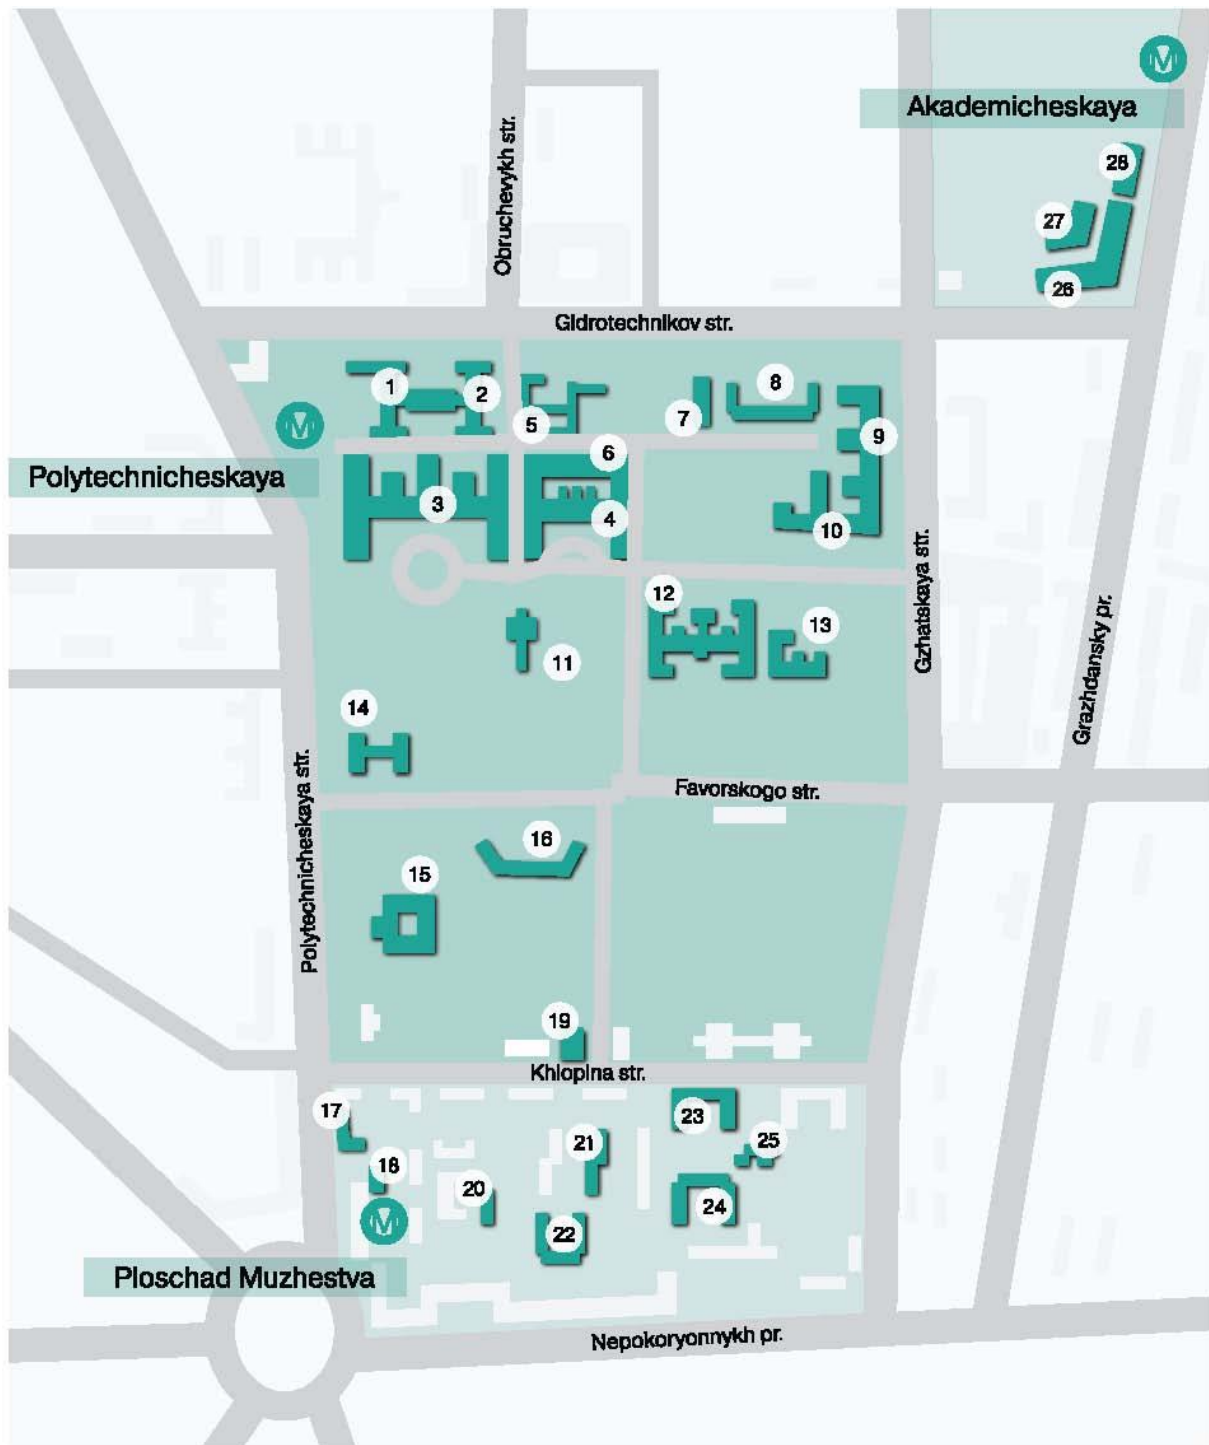 M
Akademicheskaya
28
27
26
Obruchevykh str.
Gidrotechnikov str.
1
2
5
7
8
9
M
Polytechnicheskaya
6
3
4
10
Gzhatskaya str.
Grazhdansky pr.
12
13
11
14
Polytechnicheskaya str.
Favorskogo str.
16
15
19
Khlopina str.
17
18
M
20
21
22
23
25
24
Ploschad Muzhestva
Nepokoryonnykh pr.